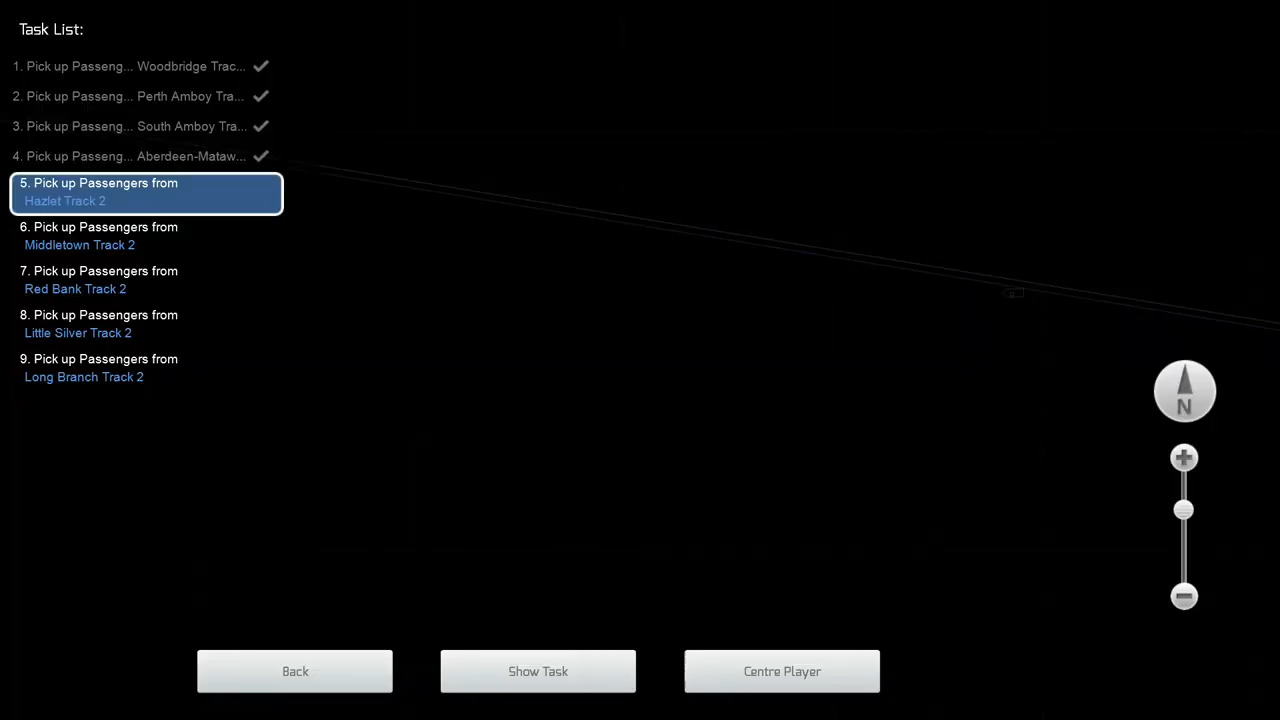 Task List:
1. Pick up Passeng... Woodbridge Trac...
2. Pick up Passeng... Perth Amboy Tra...
3. Pick up Passeng... South Amboy Tra...
4. Pick up Passeng... Aberdeen-Mataw...
5. Pick up Passengers from
Hazlet Track 2
6. Pick up Passengers from
Middletown Track 2
7. Pick up Passengers from
Red Bank Track 2
8. Pick up Passengers from
Little Silver Track 2
9. Pick up Passengers from
Long Branch Track 2
N
Back
Show Task
Centre Player